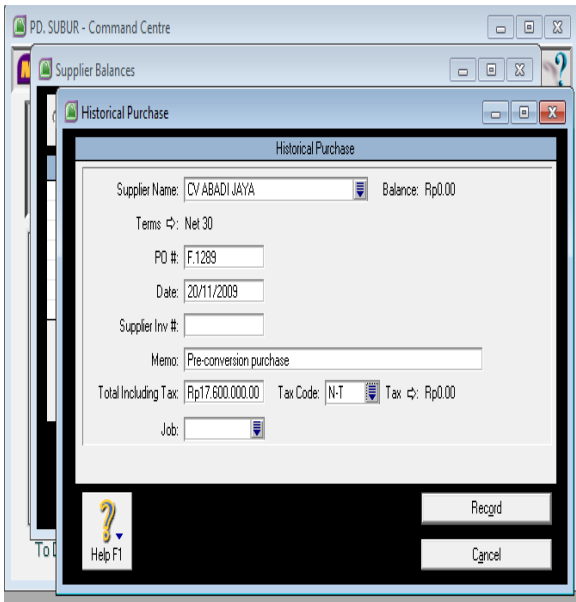 PD. SUBUR - Command Centre
Supplier Balances
Historical Purchase
Historical Purchase
Supplier Name: CV ABADI JAYA Balance: Rp0.00
Terms ⇨: Net 30
PO #: F.1289
Date: 20/11/2009
Supplier Inv #:
Memo: Pre-conversion purchase
Total Including Tax: Rp17.600.000.00 Tax Code: N-T Tax ⇨: Rp0.00
Job:
Record
Help F1
Cancel
To